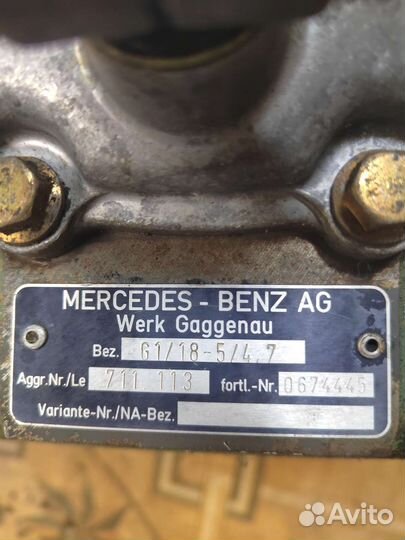 MERCEDES - BENZ AG
Werk Gaggenau
Bez. G1/18-5/4,7
Aggr.Nr/Le 711 113 fortl.-Nr. 0674445
Variante-Nr./NA-Bez.
Avito